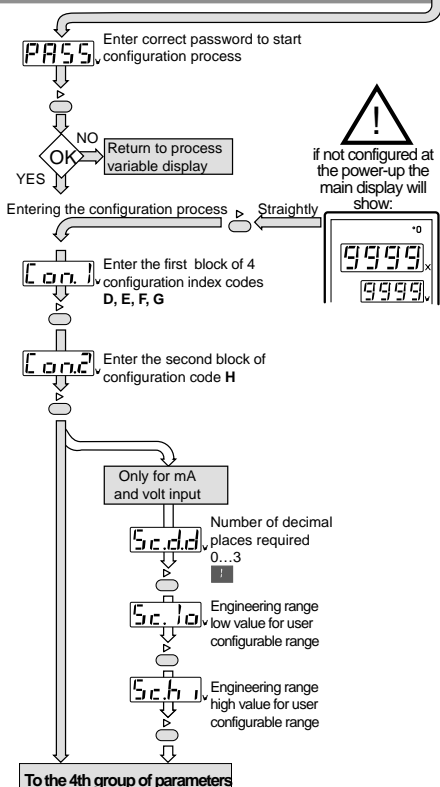 PASS
Enter correct password to start
configuration process
NO
OK
Return to process
variable display
YES
!
if not configured at
the power-up the
main display will
show:
Entering the configuration process
Straightly
°0
9999
9999
Con.1
Enter the first block of 4
configuration index codes
D, E, F, G
Con.2
Enter the second block of
configuration code H
Only for mA
and volt input
Sc.d.d
Number of decimal
places required
0...3
1
Sc.lo
Engineering range
low value for user
configurable range
Sc.hi
Engineering range
high value for user
configurable range
To the 4th group of parameters